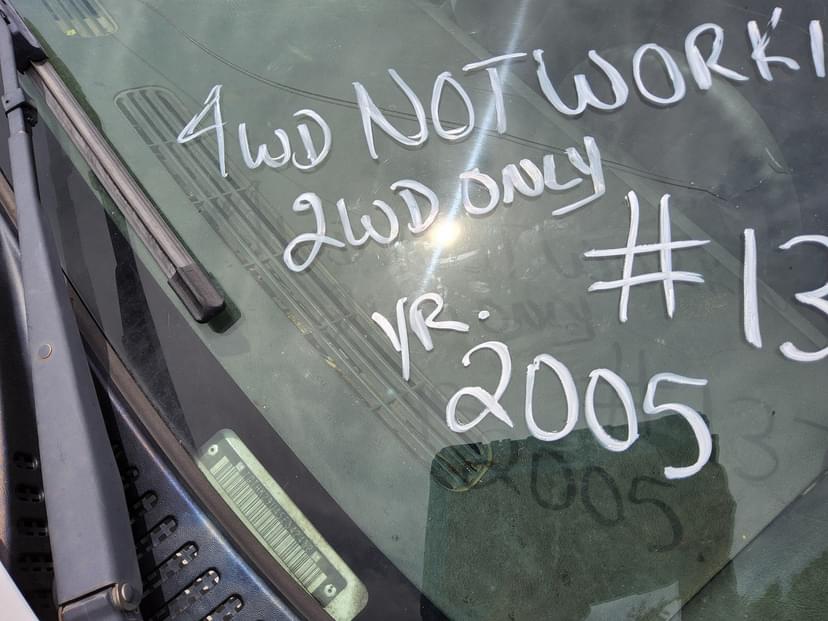 4WD NOT WORKI
2WD ONLY
# 13
YR.
2005